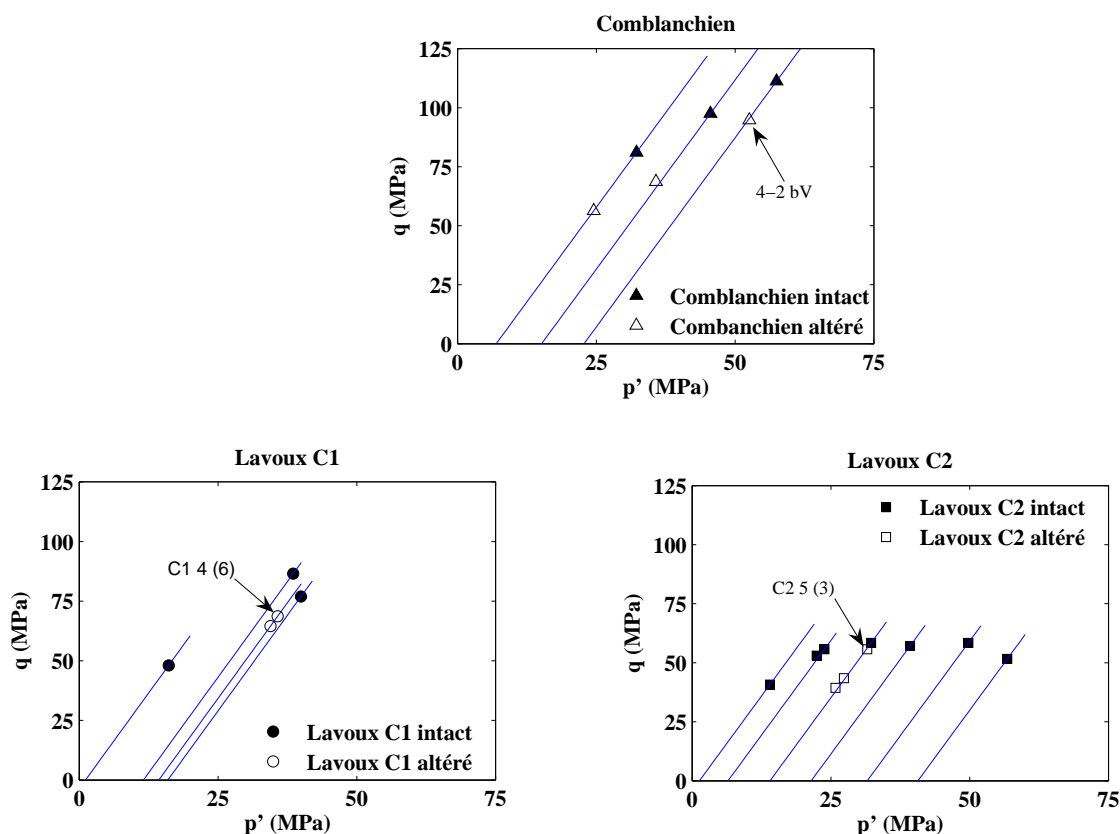 Comblanchien
125
100
75
50
25
0
q (MPa)
4–2 bV
Comblanchien intact
Combanchien altéré
0 25 50 75
p’ (MPa)
Lavoux C1
125
100
75
50
25
0
q (MPa)
C1 4 (6)
Lavoux C1 intact
Lavoux C1 altéré
0 25 50 75
p’ (MPa)
Lavoux C2
125
100
75
50
25
0
q (MPa)
Lavoux C2 intact
Lavoux C2 altéré
C2 5 (3)
0 25 50 75
p’ (MPa)